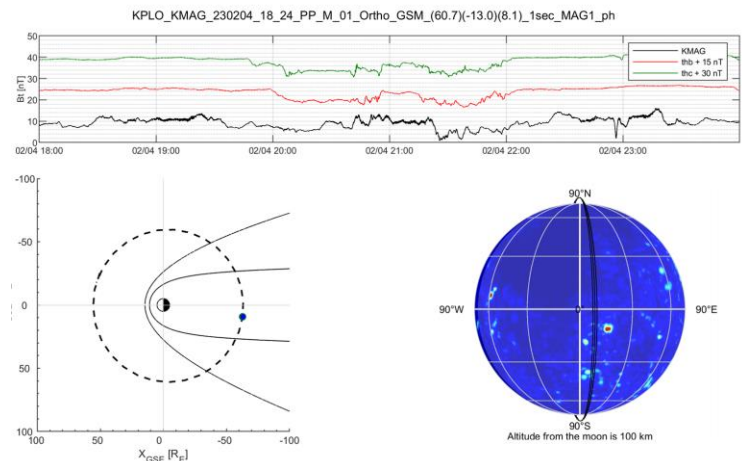 KPLO_KMAG_230204_18_24_PP_M_01_Ortho_GSM_(60.7)(-13.0)(8.1)_1sec_MAG1_ph
50
40
30
20
10
0
Bt [nT]
KMAG
thb + 15 nT
thc + 30 nT
02/04 18:00 02/04 19:00 02/04 20:00 02/04 21:00 02/04 22:00 02/04 23:00
-100
-50
0
50
100
100 50 0 -50 -100
X_GSE [R_E]
90°N
90°W 0° 90°E
90°S
Altitude from the moon is 100 km